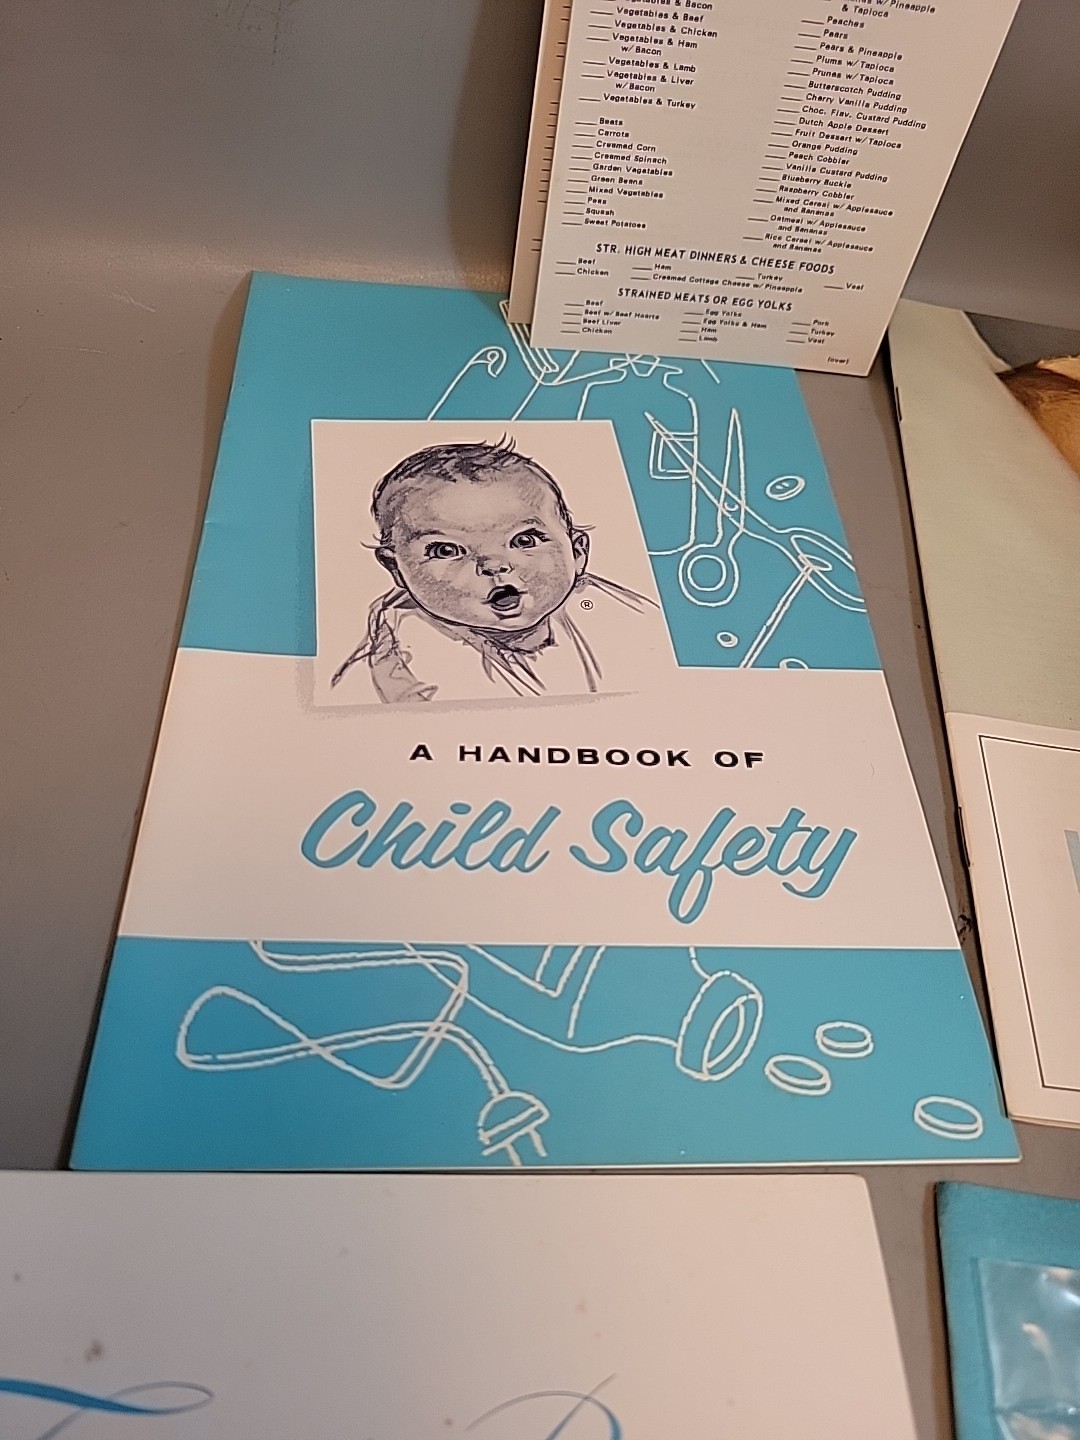 Vegetables & Bacon
Vegetables & Beef
Vegetables & Chicken
Vegetables & Ham
w/ Bacon
Vegetables & Lamb
Vegetables & Liver
w/ Bacon
Vegetables & Turkey
Beets
Carrots
Creamed Corn
Creamed Spinach
Garden Vegetables
Green Beans
Mixed Vegetables
Peas
Squash
Sweet Potatoes
w/ Pineapple
& Tapioca
Peaches
Pears
Pears & Pineapple
Plums w/ Tapioca
Prunes w/ Tapioca
Butterscotch Pudding
Cherry Vanilla Pudding
Choc. Flav. Custard Pudding
Dutch Apple Dessert
Fruit Dessert w/ Tapioca
Orange Pudding
Peach Cobbler
Vanilla Custard Pudding
Blueberry Buckle
Raspberry Cobbler
Mixed Cereal w/ Applesauce
and Bananas
Oatmeal w/ Applesauce
and Bananas
Rice Cereal w/ Applesauce
and Bananas
STR. HIGH MEAT DINNERS & CHEESE FOODS
Beef Ham Turkey Veal
Chicken Creamed Cottage Cheese w/ Pineapple
STRAINED MEATS OR EGG YOLKS
Beef Egg Yolks Pork
Beef w/ Beef Hearts Egg Yolks & Ham Turkey
Beef Liver Ham Veal
Chicken Lamb
(over)
®
A HANDBOOK OF
Child Safety